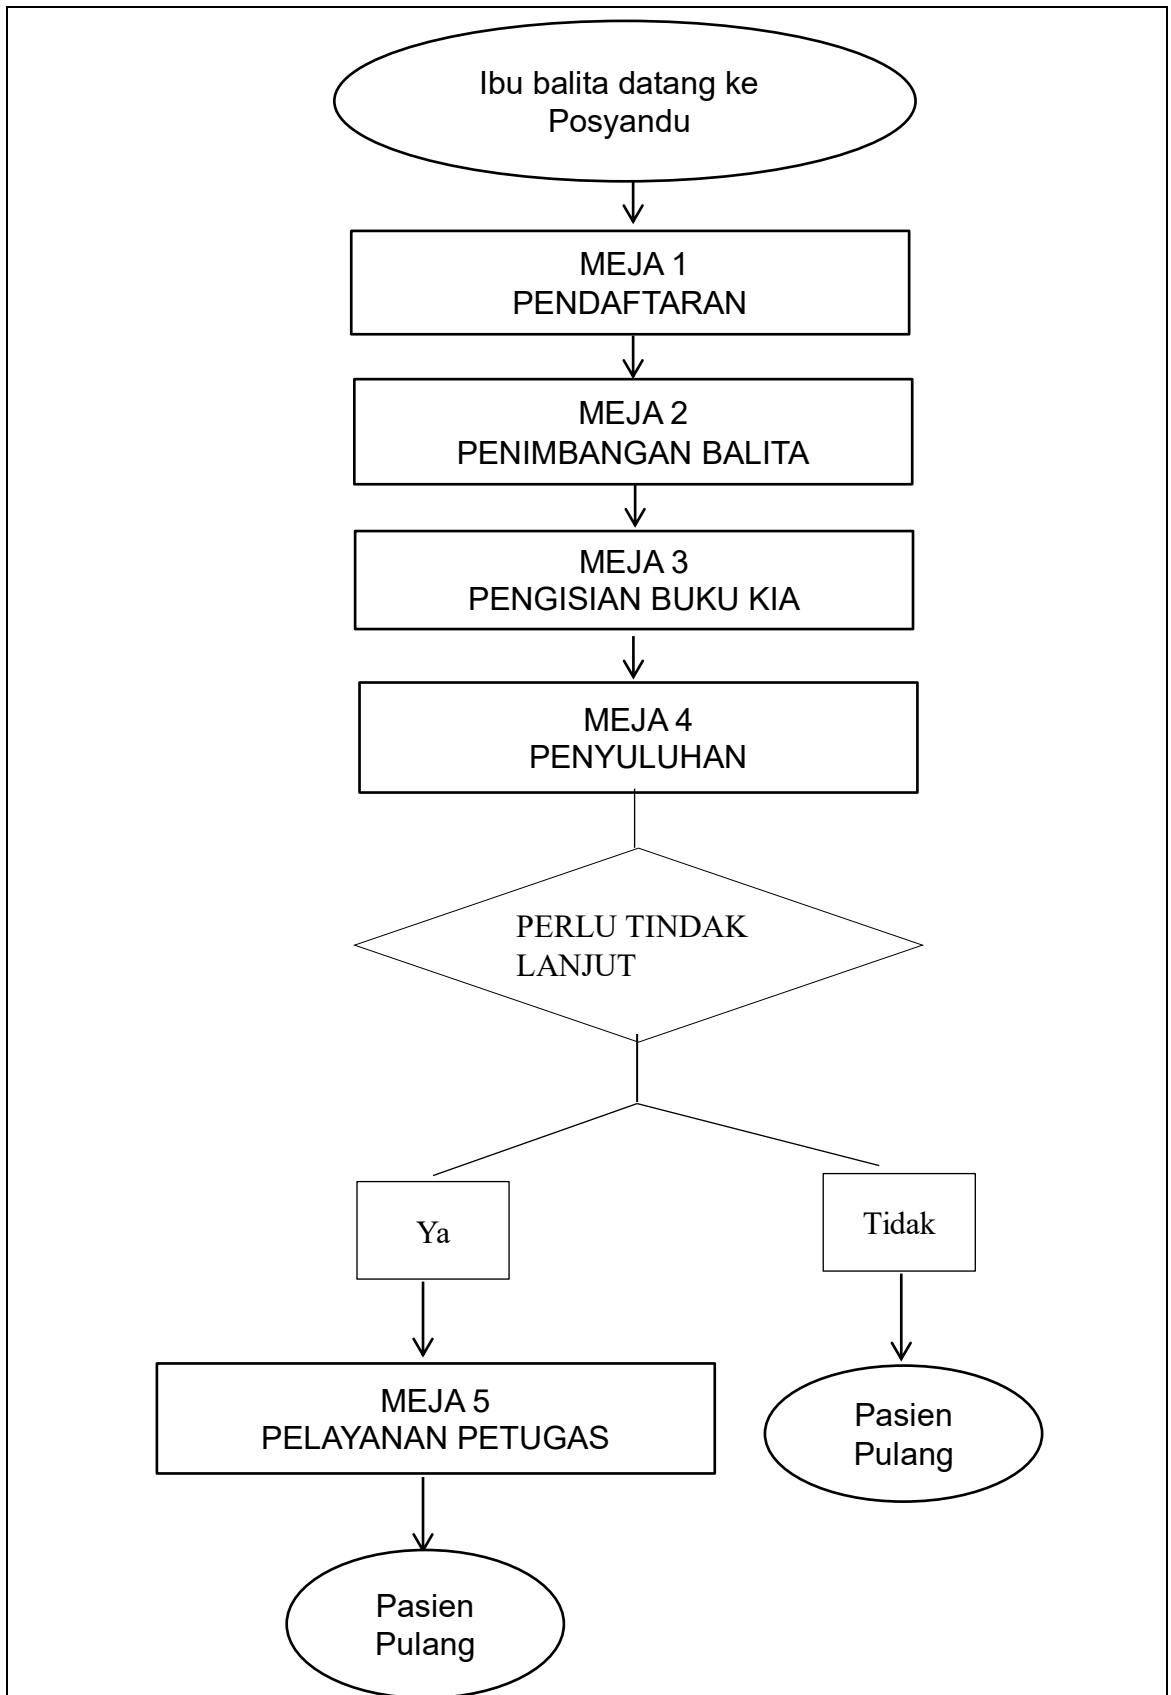 Ibu balita datang ke
Posyandu
MEJA 1
PENDAFTARAN
MEJA 2
PENIMBANGAN BALITA
MEJA 3
PENGISIAN BUKU KIA
MEJA 4
PENYULUHAN
PERLU TINDAK
LANJUT
Ya
Tidak
MEJA 5
PELAYANAN PETUGAS
Pasien
Pulang
Pasien
Pulang